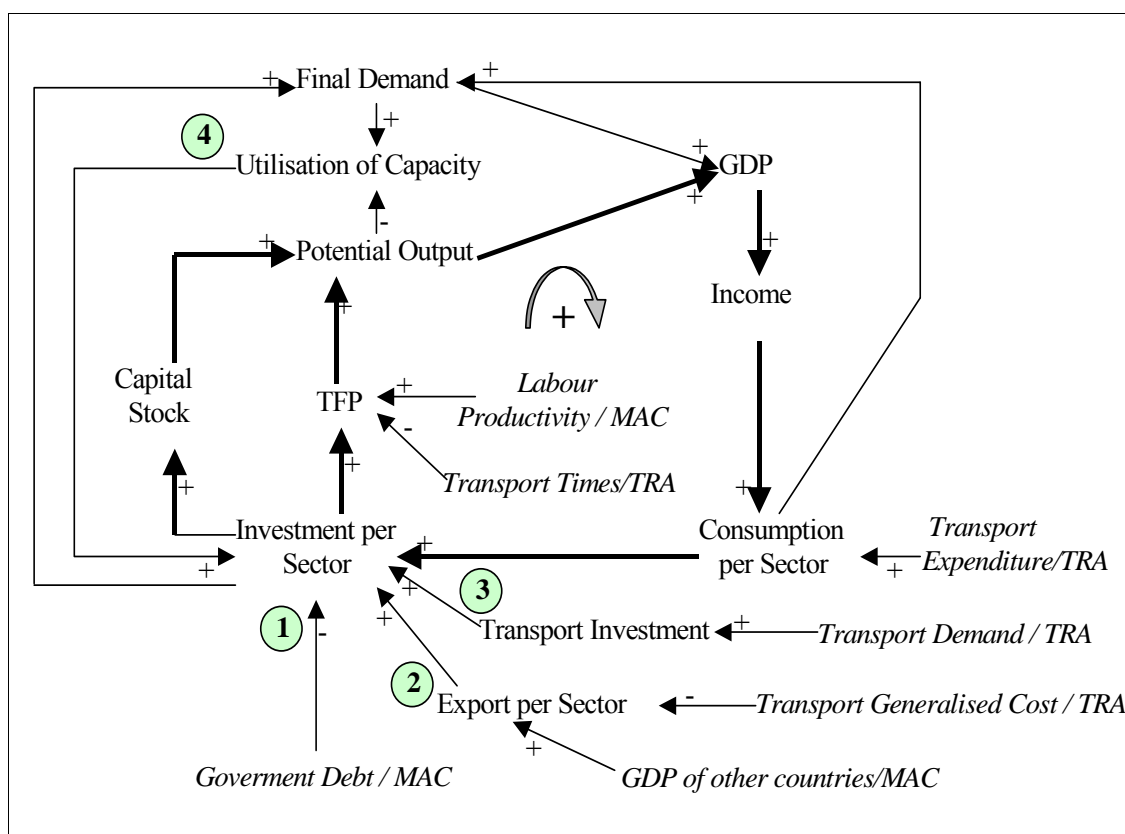 + Final Demand +
+
4
Utilisation of Capacity
+
GDP
+
-
+ Potential Output
+
Income
+
+
Capital
Stock
TFP
+
Labour
Productivity / MAC
-
+
+
Transport Times/TRA
+
Investment per
Sector
+
+
Consumption
per Sector
Transport
Expenditure/TRA
+
+
3
+
1
-
+
Transport Investment
+
Transport Demand / TRA
2
Export per Sector
-
Transport Generalised Cost / TRA
+
Goverment Debt / MAC
GDP of other countries/MAC